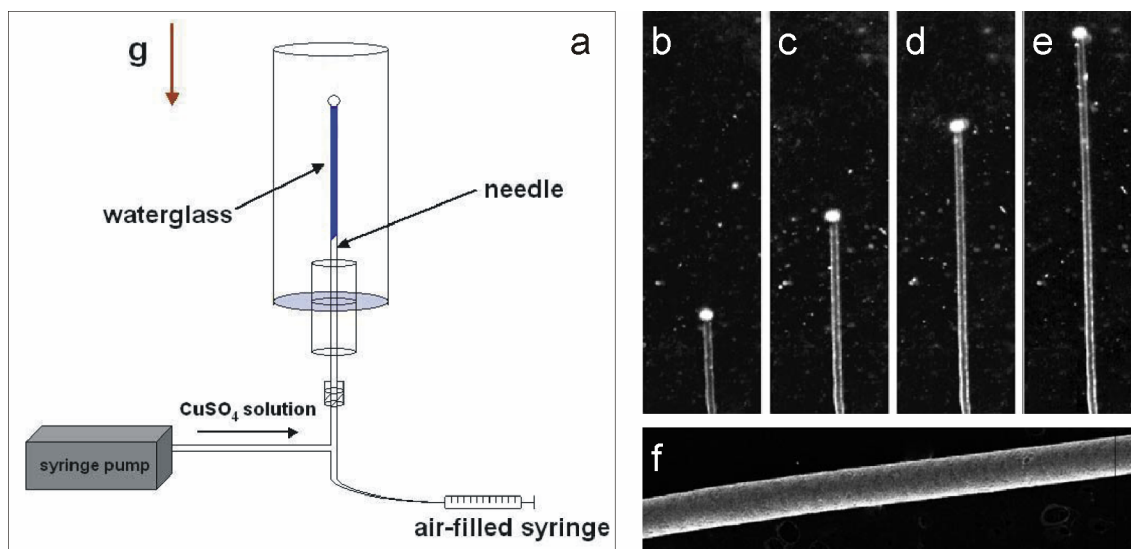 g
a
waterglass
needle
CuSO₄ solution
syringe pump
air-filled syringe
b
c
d
e
f